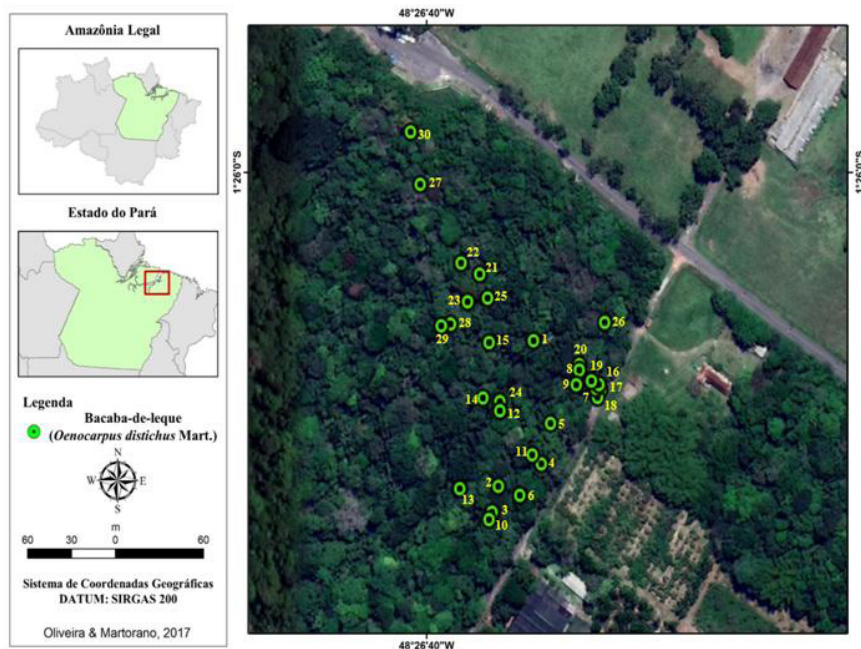 Amazônia Legal
Estado do Pará
Legenda
Bacaba-de-leque
(Oenocarpus distichus Mart.)
N
W E
S
m
60 0 60
Sistema de Coordenadas Geográficas
DATUM: SIRGAS 200
Oliveira & Martorano, 2017
48°26'40"W
1°26'0"S
1°26'0"S
30
27
22
21
25
23
28
29
26
15
1
20
8
19
16
9
17
7
18
14
24
12
5
11
4
2
13
6
3
10
48°26'40"W